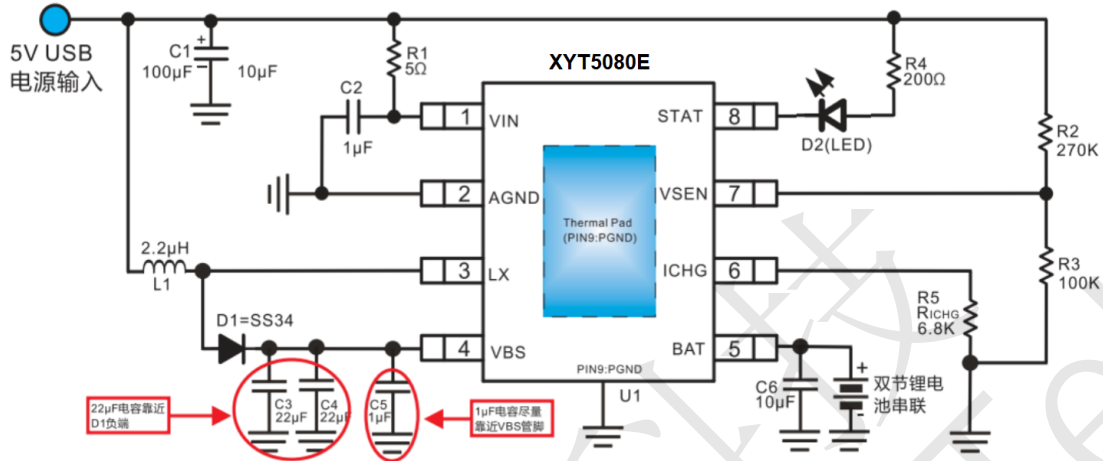 5V USB
电源输入
C1
+
100μF
10μF
R1
5Ω
C2
1μF
XYT5080E
1
VIN
2
AGND
3
LX
4
VBS
STAT
8
VSEN
7
ICHG
6
BAT
5
Thermal Pad
(PIN9:PGND)
PIN9:PGND
U1
R4
200Ω
D2(LED)
R2
270K
R3
100K
R5
RICHG
6.8K
2.2μH
L1
D1=SS34
C3
22μF
C4
22μF
C5
1μF
22μF电容靠近
D1负端
1μF电容尽量
靠近VBS管脚
C6
10μF
+
-
双节锂电
池串联